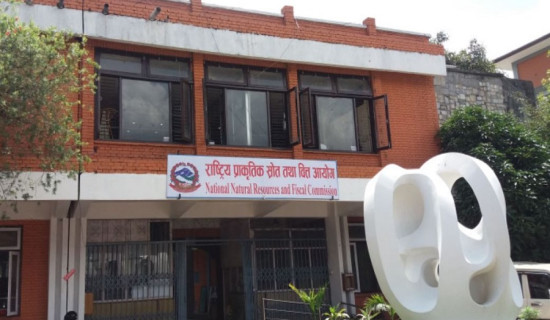 राष्ट्रिय प्राकृतिक स्रोत तथा वित्त आयोग
National Natural Resources and Fiscal Commission